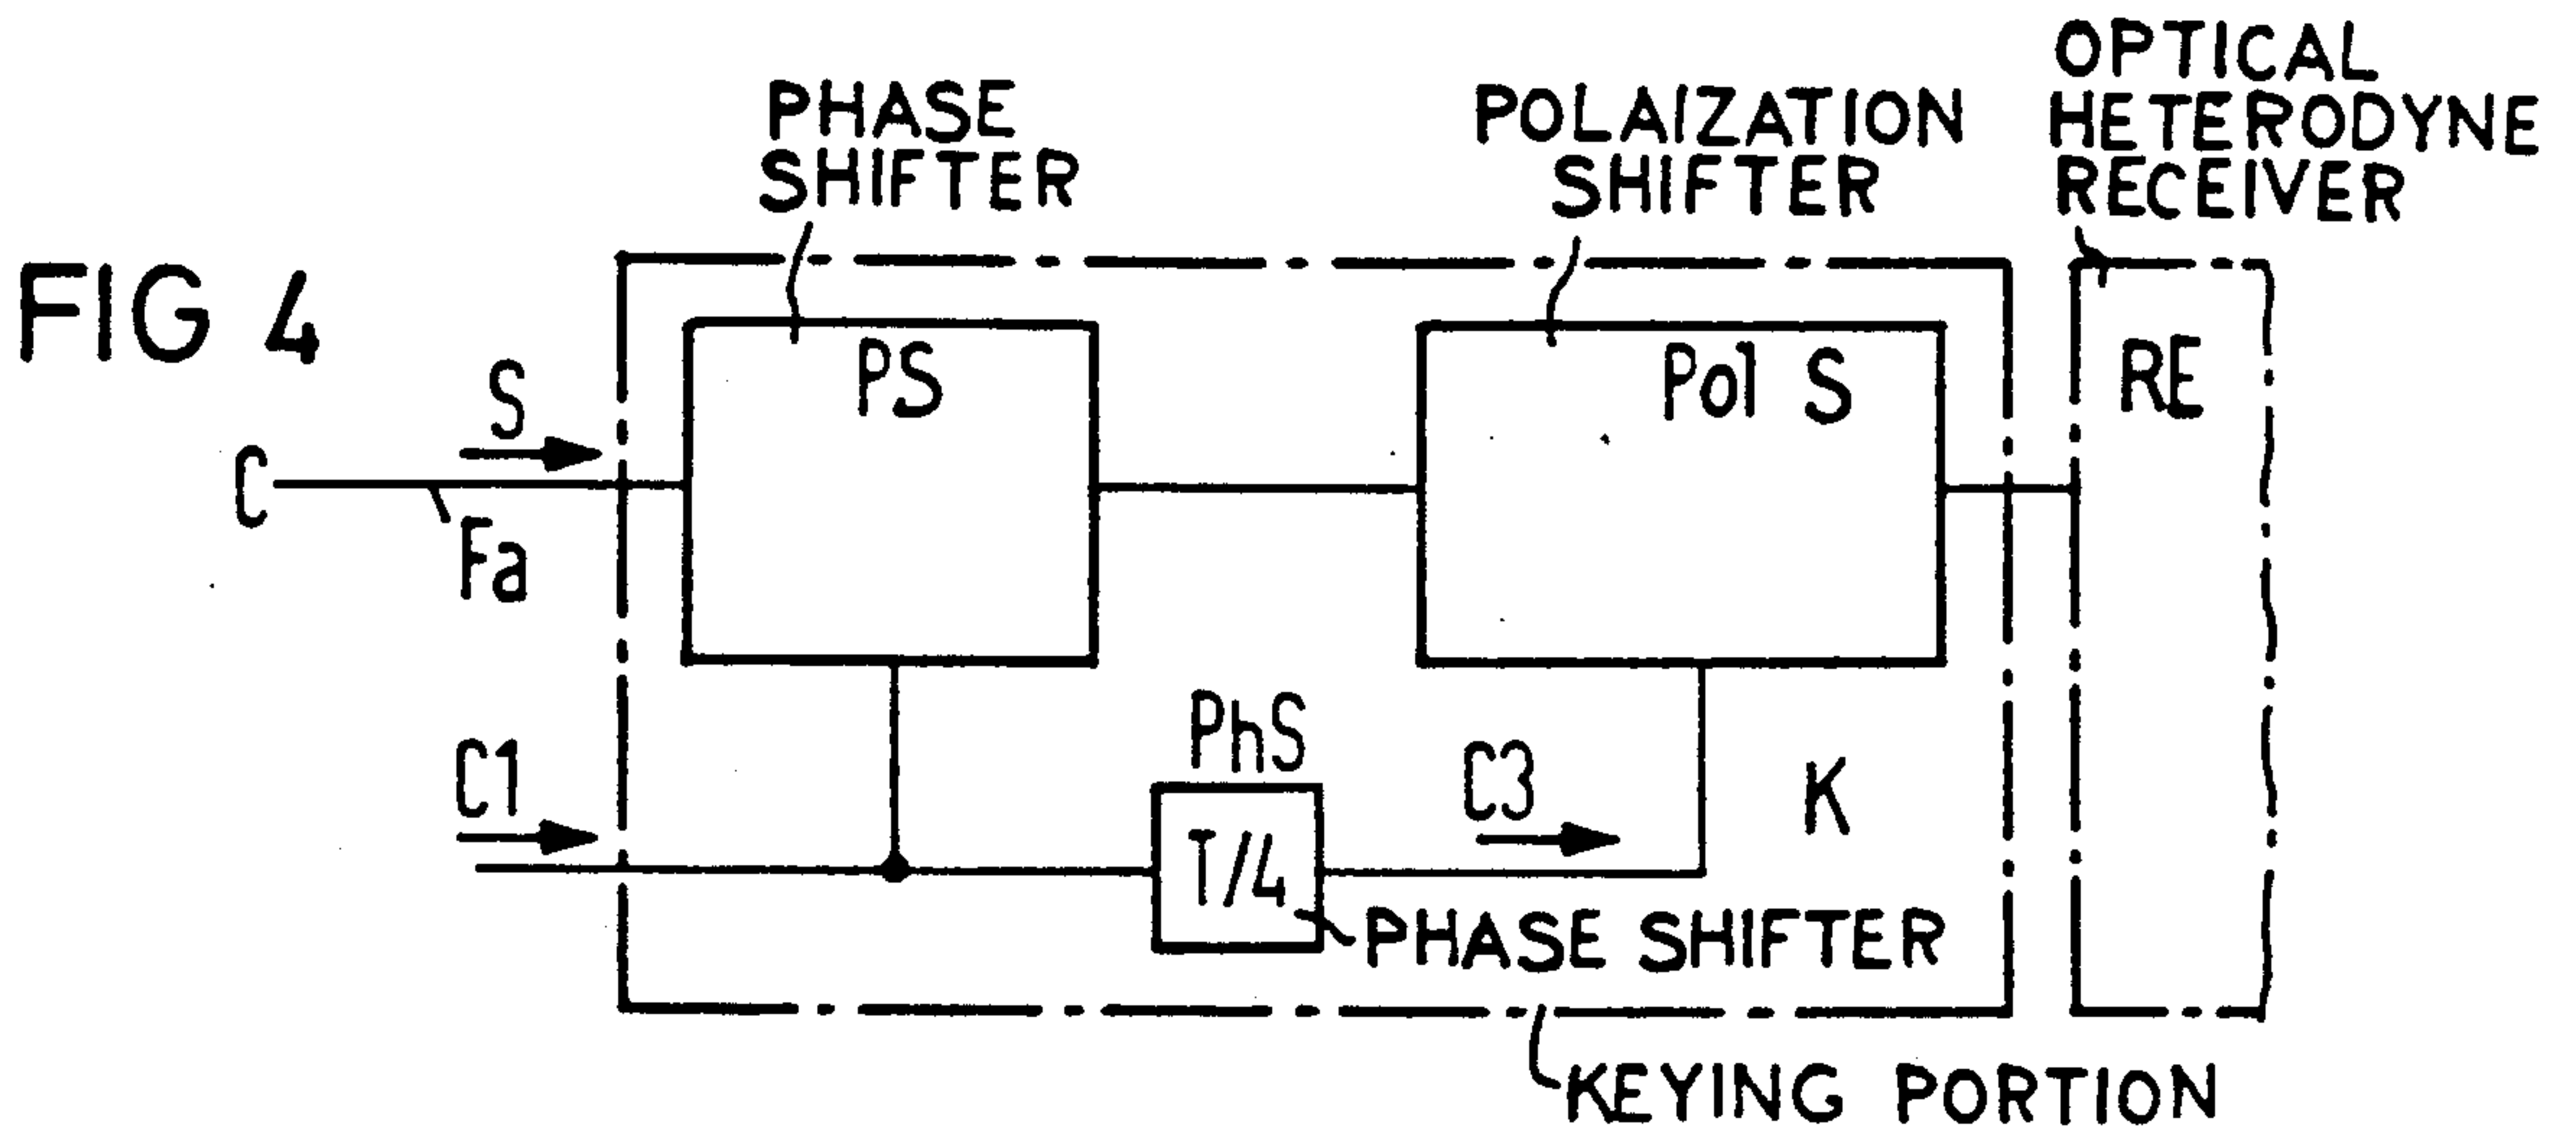 FIG 4
PHASE
SHIFTER
POLAIZATION
SHIFTER
OPTICAL
HETERODYNE
RECEIVER
PS
Pol S
RE
S
C
Fa
C1
PhS
T/4
C3
K
PHASE SHIFTER
KEYING PORTION